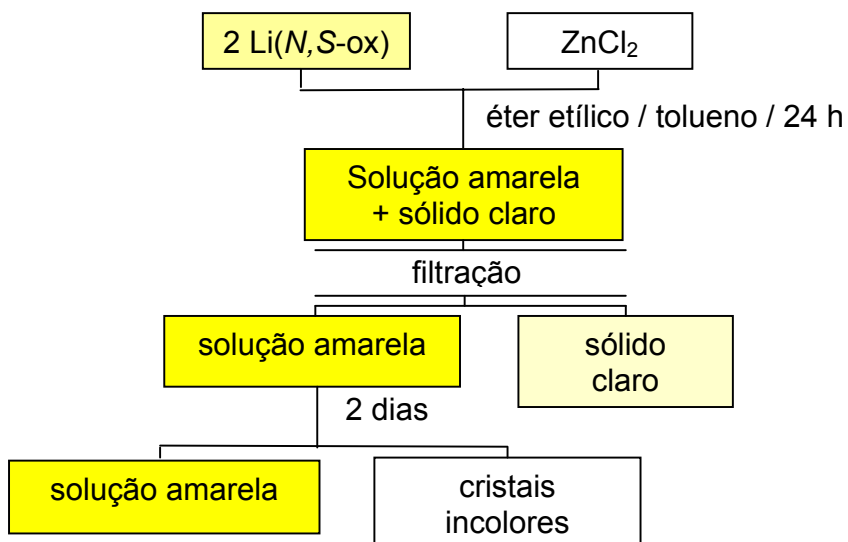 2 Li(N,S-ox)
ZnCl₂
éter etílico / tolueno / 24 h
Solução amarela
+ sólido claro
filtração
solução amarela
sólido
claro
2 dias
solução amarela
cristais
incolores